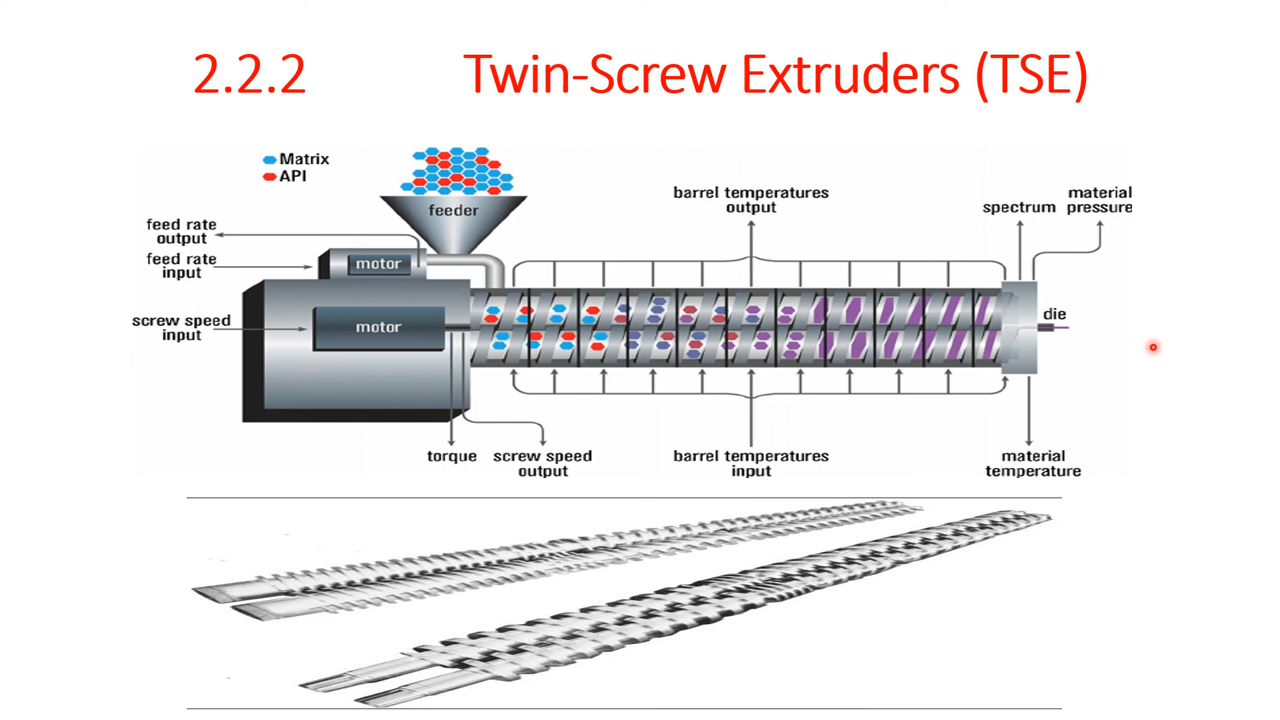 2.2.2 Twin-Screw Extruders (TSE)
Matrix
API
feeder
feed rate
output
feed rate
input
motor
screw speed
input
motor
barrel temperatures
output
spectrum
material
pressure
die
torque
screw speed
output
barrel temperatures
input
material
temperature